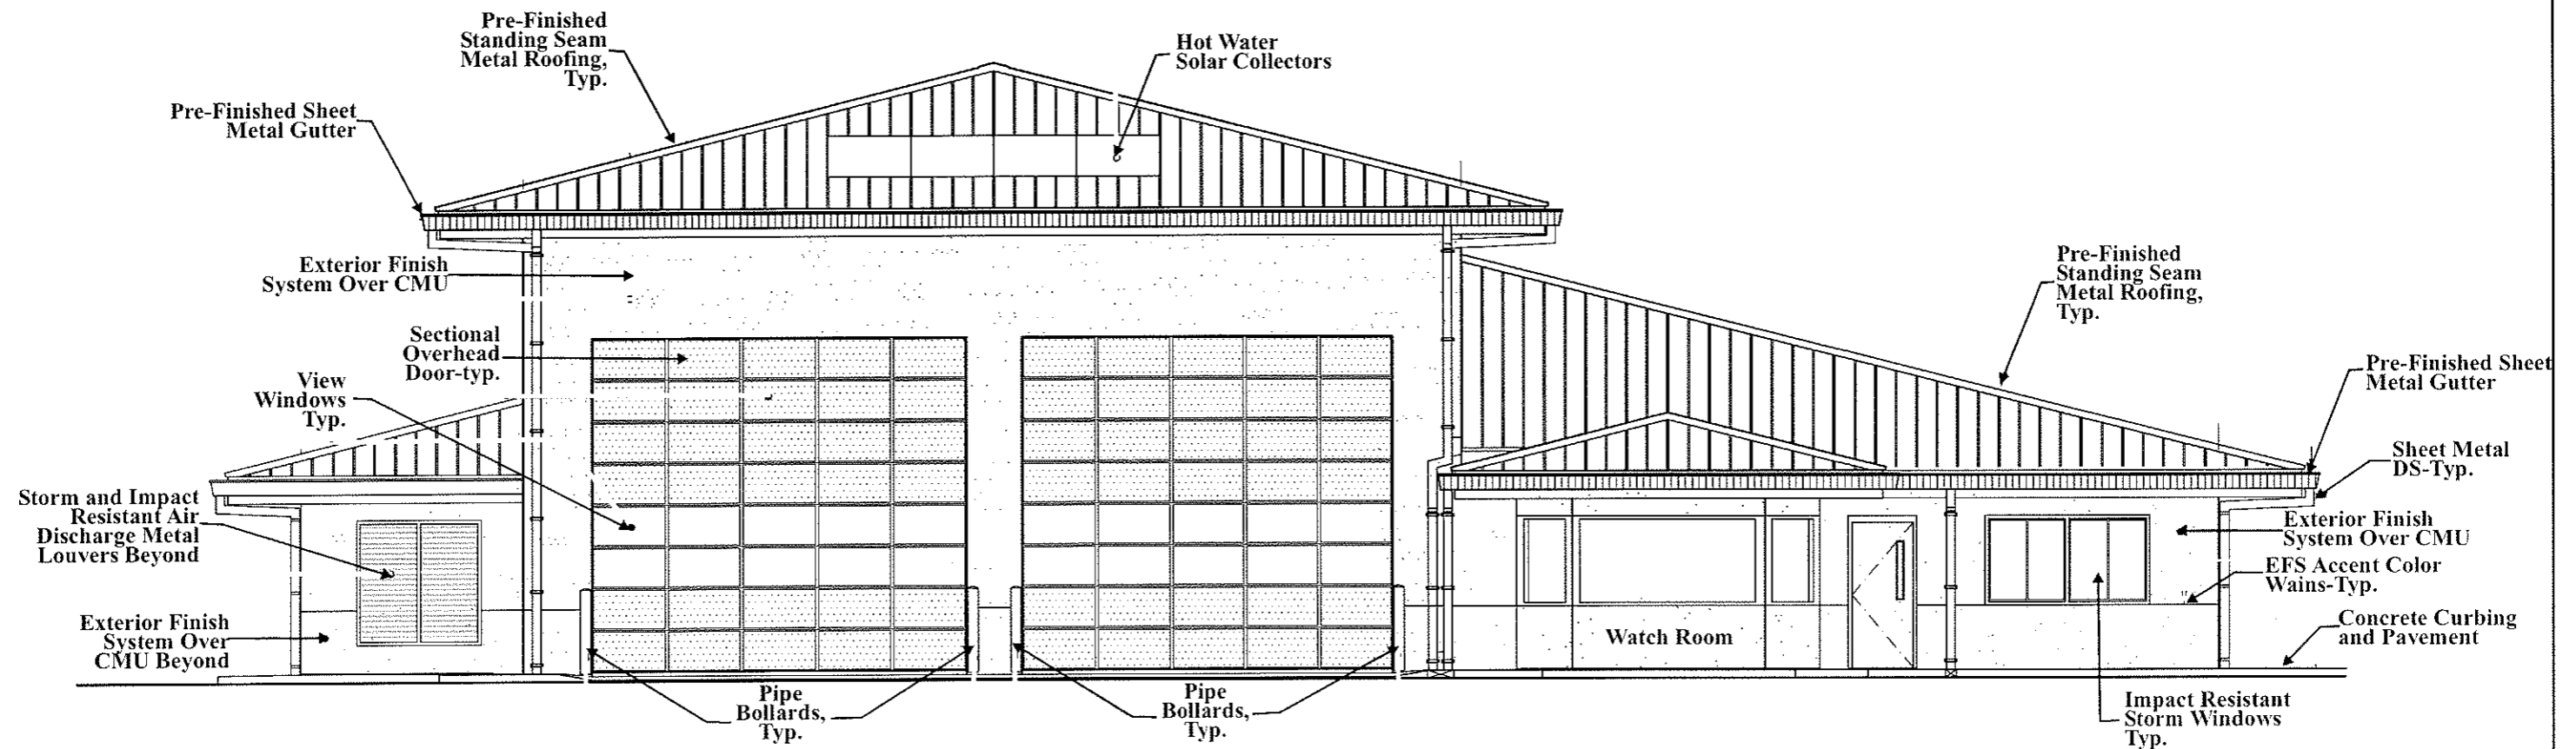 Pre-Finished
Standing Seam
Metal Roofing,
Typ.
Hot Water
Solar Collectors
Pre-Finished Sheet
Metal Gutter
Exterior Finish
System Over CMU
Pre-Finished
Standing Seam
Metal Roofing,
Typ.
Sectional
Overhead
Door-typ.
View
Windows
Typ.
Pre-Finished Sheet
Metal Gutter
Sheet Metal
DS-Typ.
Storm and Impact
Resistant Air
Discharge Metal
Louvers Beyond
Exterior Finish
System Over CMU
EFS Accent Color
Wains-Typ.
Exterior Finish
System Over
CMU Beyond
Watch Room
Concrete Curbing
and Pavement
Pipe
Bollards,
Typ.
Pipe
Bollards,
Typ.
Impact Resistant
Storm Windows
Typ.